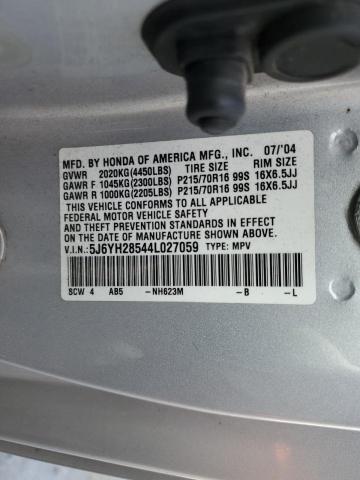 MFD. BY HONDA OF AMERICA MFG., INC. 07/'04
GVWR 2020KG(4450LBS) TIRE SIZE RIM SIZE
GAWR F 1045KG(2300LBS) P215/70R16 99S 16X6.5JJ
GAWR R 1000KG(2205LBS) P215/70R16 99S 16X6.5JJ
THIS VEHICLE CONFORMS TO ALL APPLICABLE
FEDERAL MOTOR VEHICLE SAFETY STANDARDS IN
EFFECT ON THE DATE OF MANUFACTURE SHOWN ABOVE.
V.I.N: 5J6YH28544L027059 TYPE: MPV
SCW 4 AB5 -NH623M -B -L